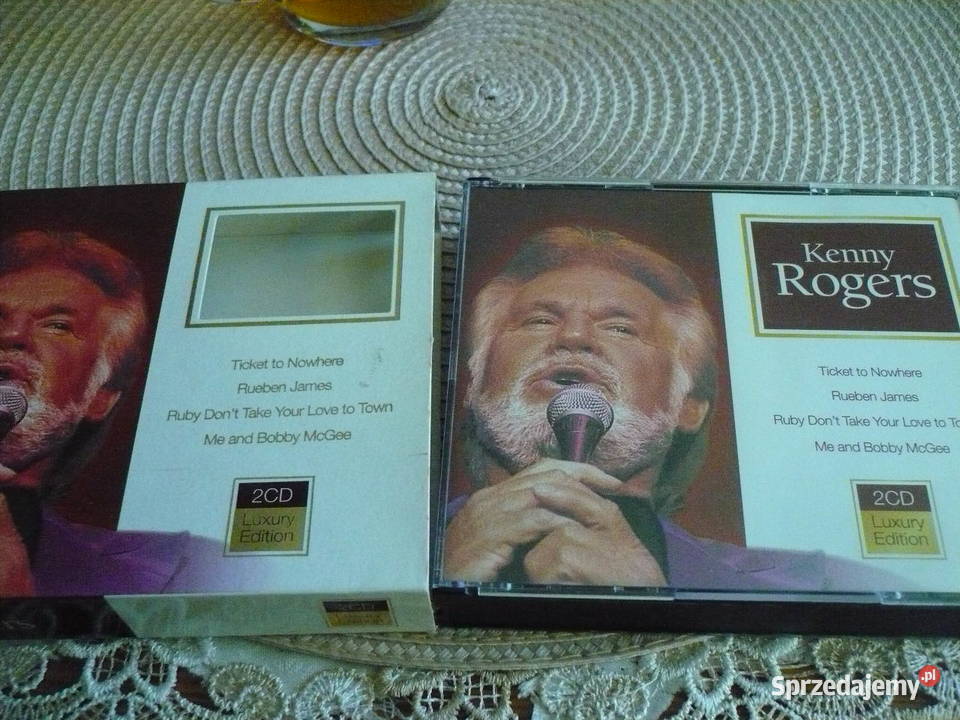 Ticket to Nowhere
Rueben James
Ruby Don't Take Your Love to Town
Me and Bobby McGee
2CD
Luxury
Edition
2CD
Kenny
Rogers
Ticket to Nowhere
Rueben James
Ruby Don't Take Your Love to
Me and Bobby McGee
2CD
Luxury
Edition
Sprzedajemy.pl